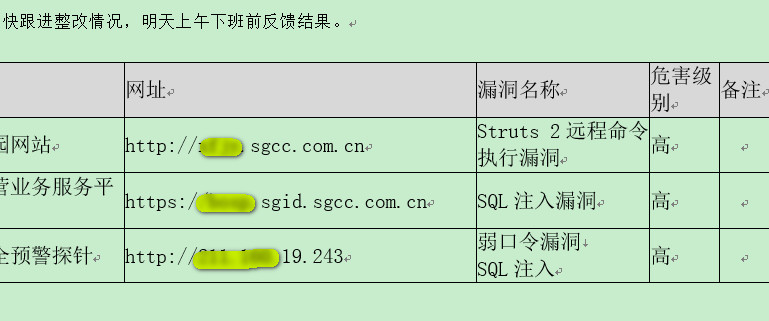 快跟进整改情况，明天上午下班前反馈结果。
网址 漏洞名称 危害级别 备注
园网站 http:// .sgcc.com.cn Struts 2 远程命令
执行漏洞 高
营业务服务平 https:/ sgid.sgcc.com.cn SQL 注入漏洞 高
全预警探针 http:// 19.243 弱口令漏洞
SQL 注入 高